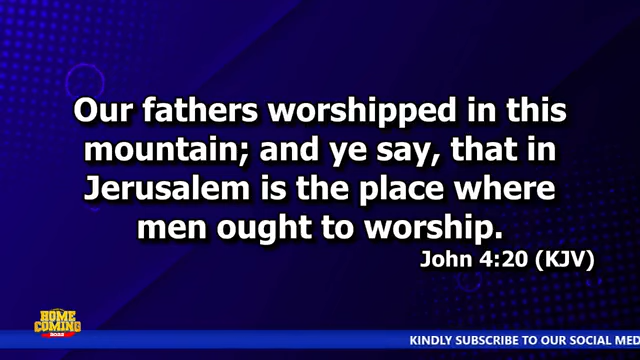 Our fathers worshipped in this
mountain; and ye say, that in
Jerusalem is the place where
men ought to worship.
John 4:20 (KJV)
HOME
COMING
2022
KINDLY SUBSCRIBE TO OUR SOCIAL MED